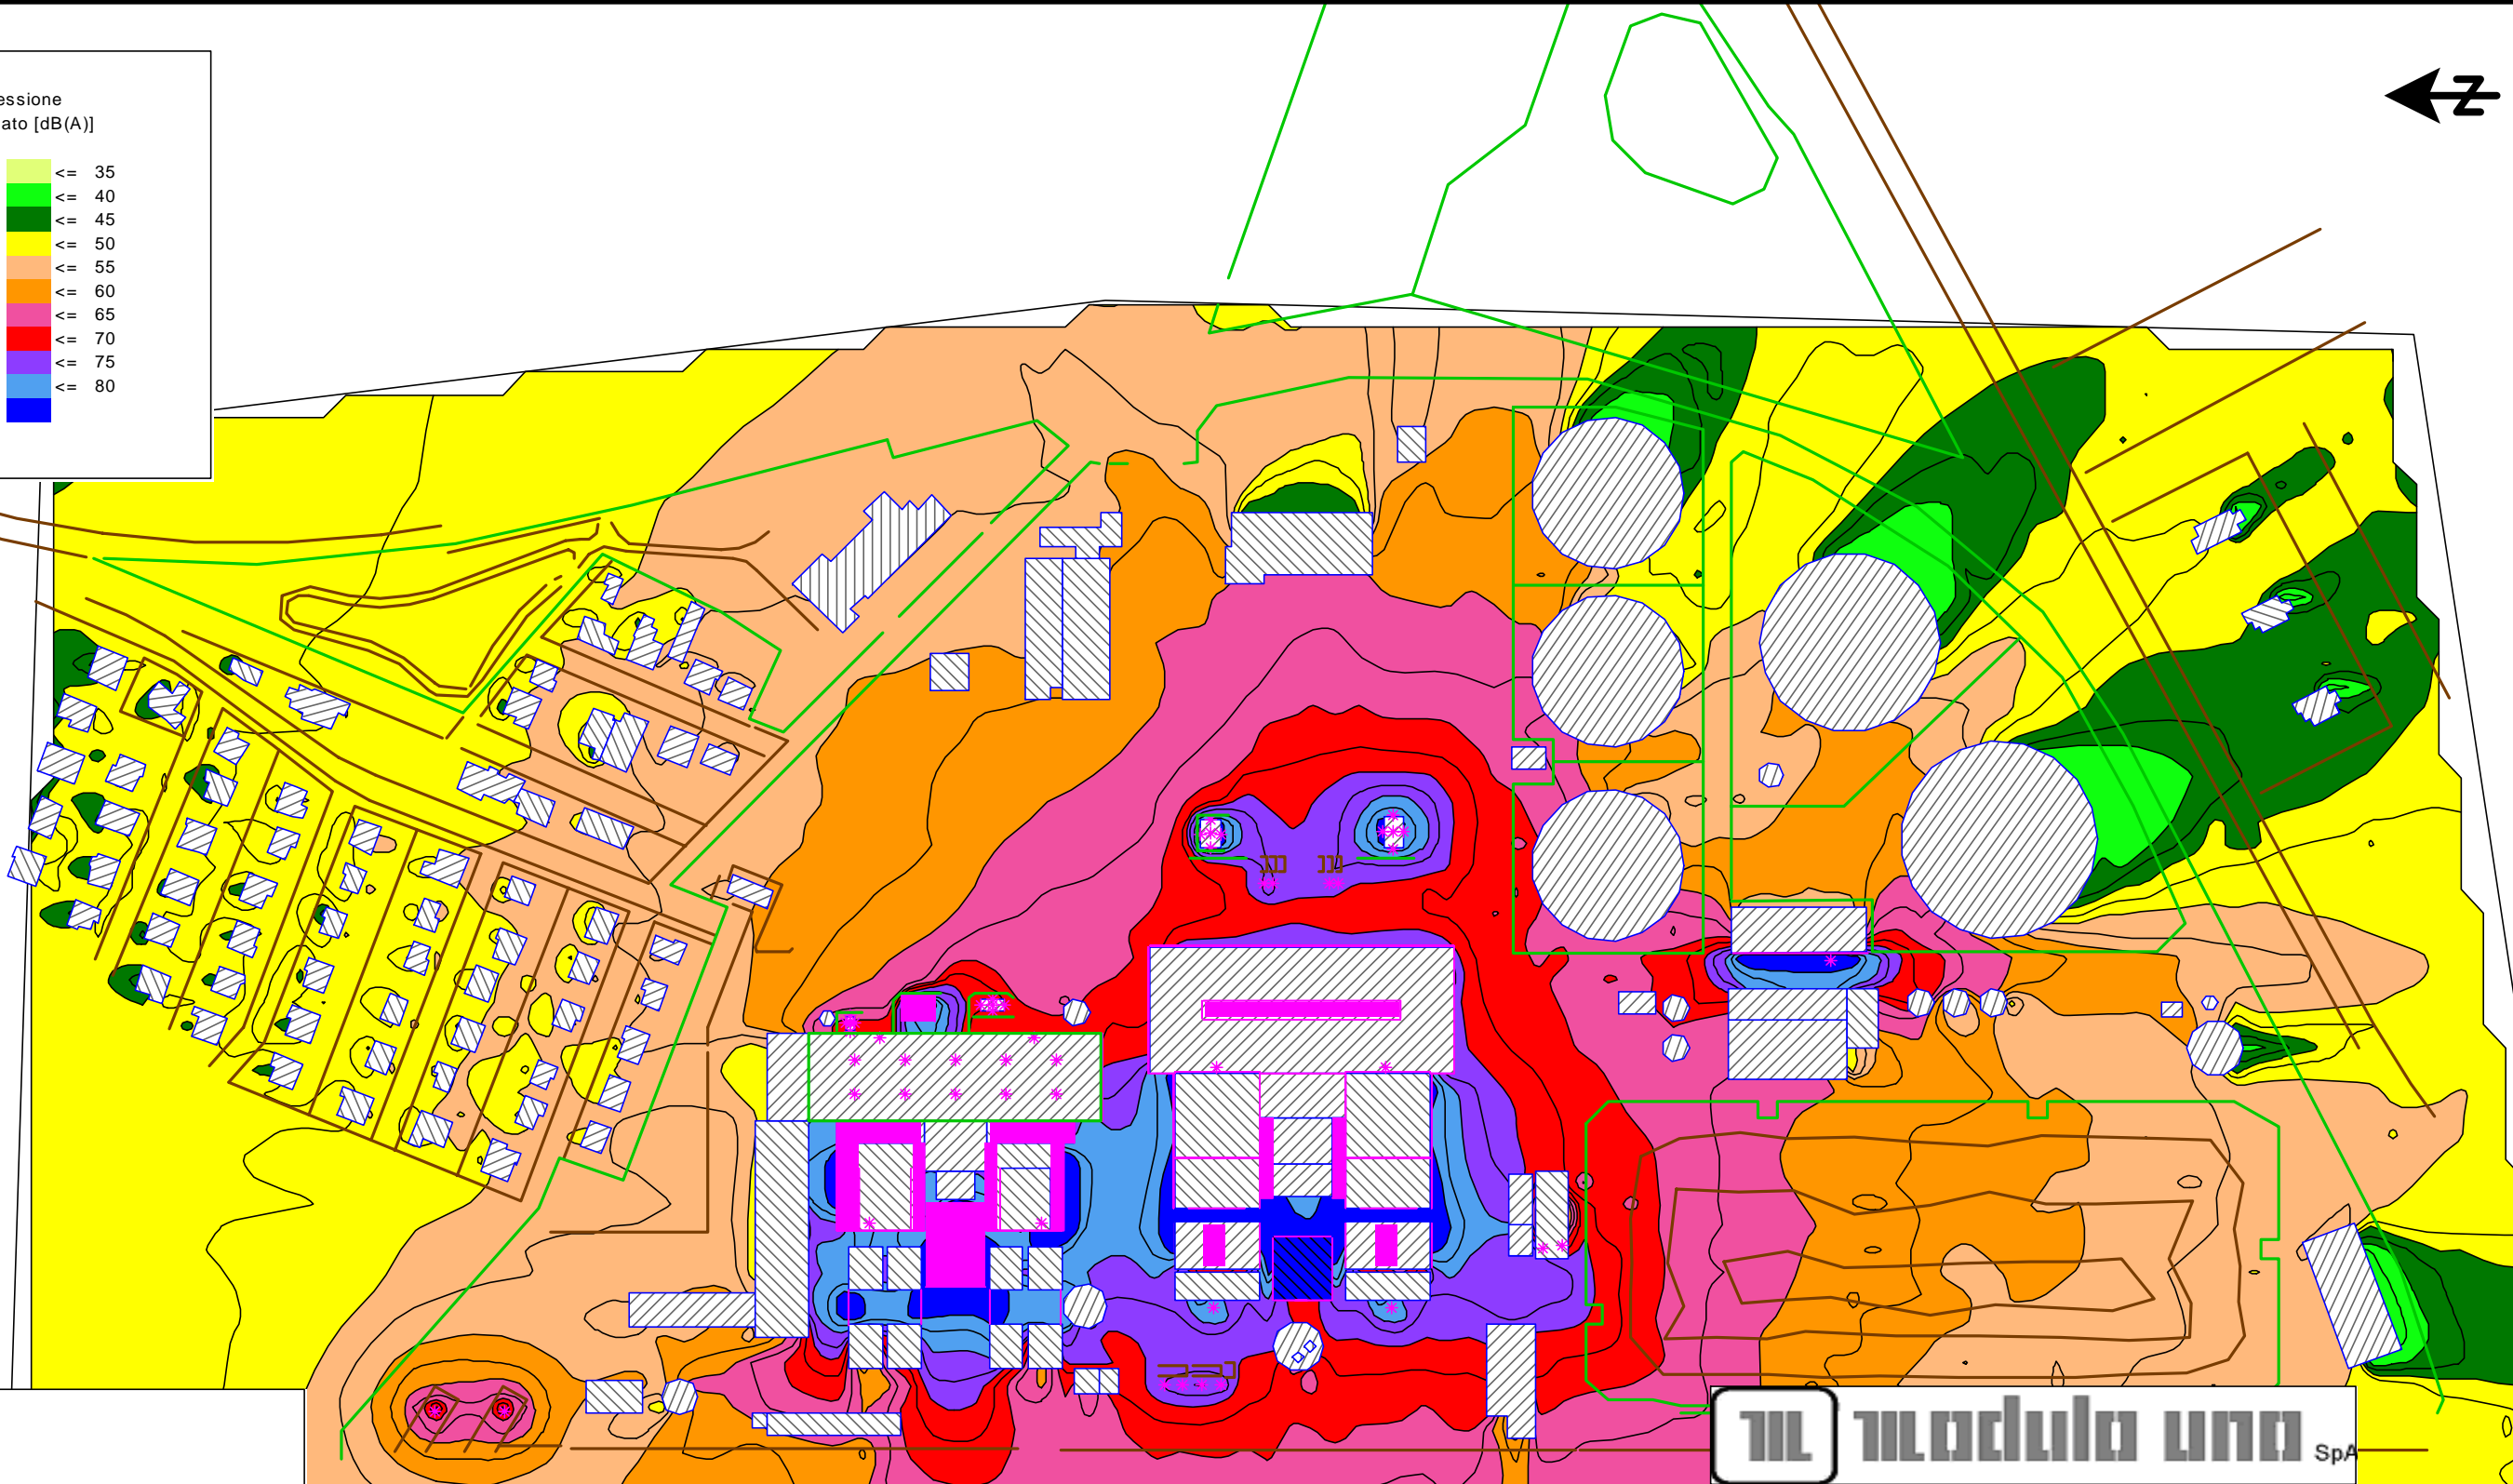 essione
ato [dB(A)]
<= 35
<= 40
<= 45
<= 50
<= 55
<= 60
<= 65
<= 70
<= 75
<= 80
Z
modulo uno SpA